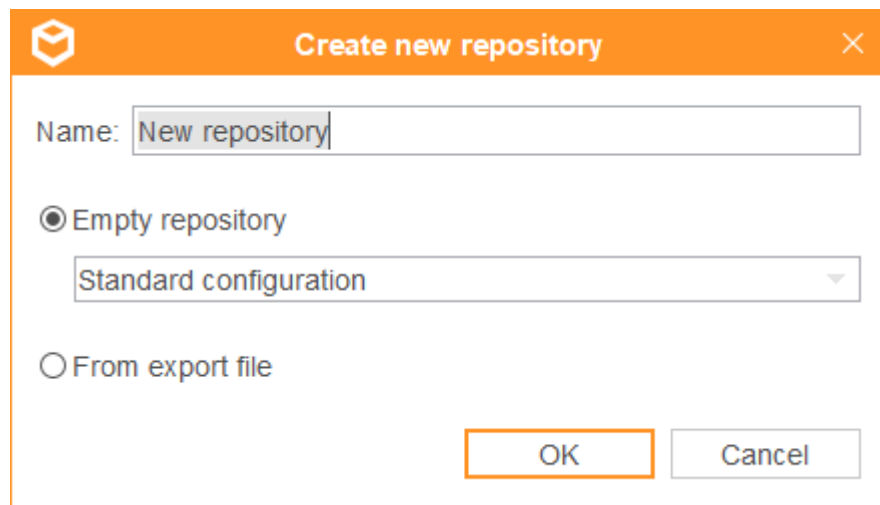 Create new repository
Name: New repository
Empty repository
Standard configuration
From export file
OK Cancel